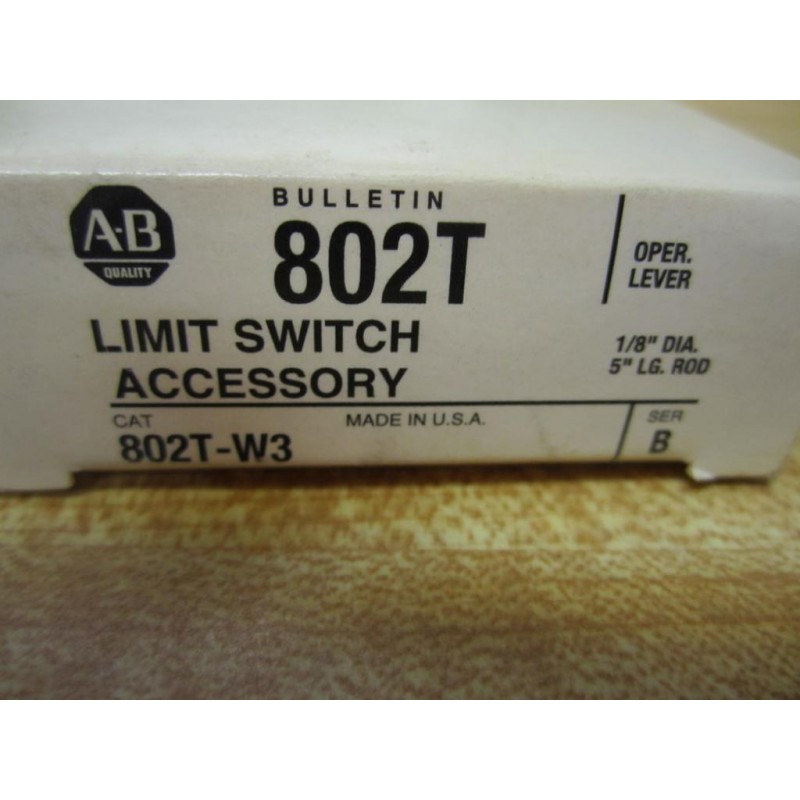 A-B
QUALITY
BULLETIN
802T
LIMIT SWITCH
ACCESSORY
OPER.
LEVER
1/8" DIA.
5" LG. ROD
CAT
802T-W3
MADE IN U.S.A.
SER
B